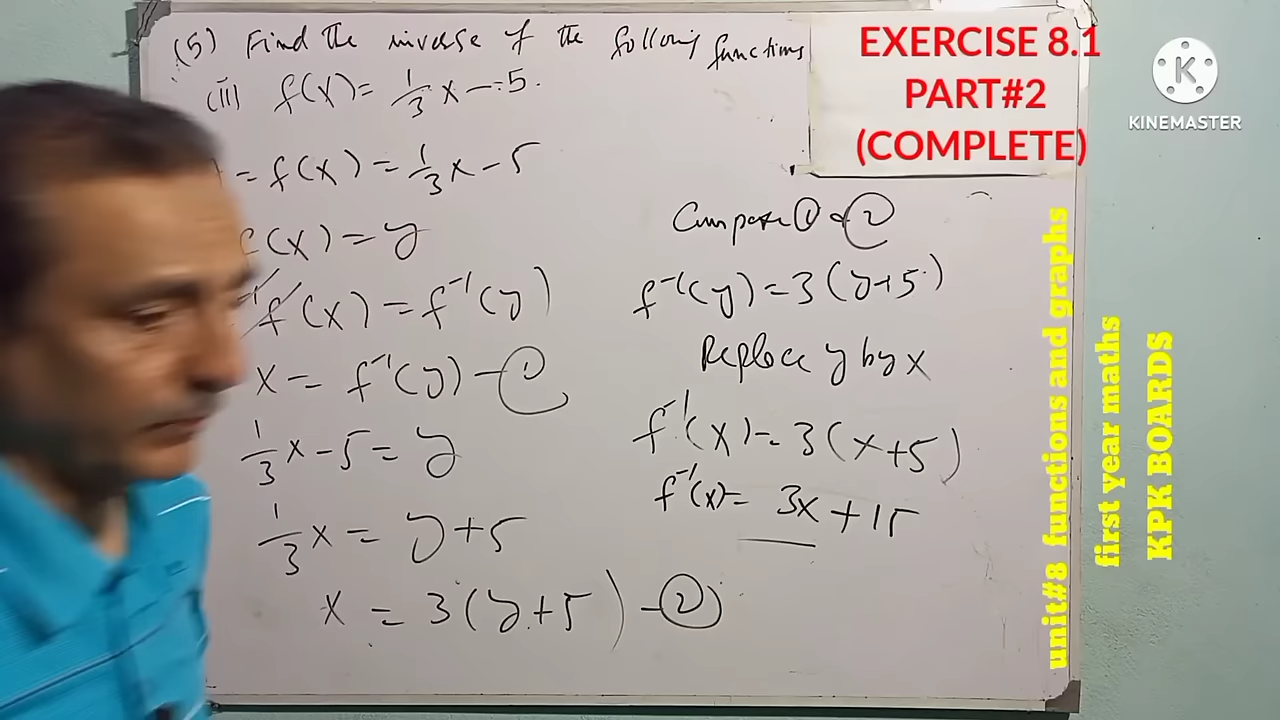 (5) Find the inverse of the following functions
(ii) f(x) = 1/3 x - 5.
= f(x) = 1/3 x - 5
(x) = y
f(x) = f⁻¹(y)
x = f⁻¹(y) - ①
1/3 x - 5 = y
1/3 x = y + 5
x = 3(y + 5) - ②
Compare ① & ②
f⁻¹(y) = 3(y+5)
Replace y by x
f⁻¹(x) = 3(x+5)
f⁻¹(x) = 3x + 15
EXERCISE 8.1
PART#2
(COMPLETE)
K
KINEMASTER
unit#8 functions and graphs
first year maths
KPK BOARDS